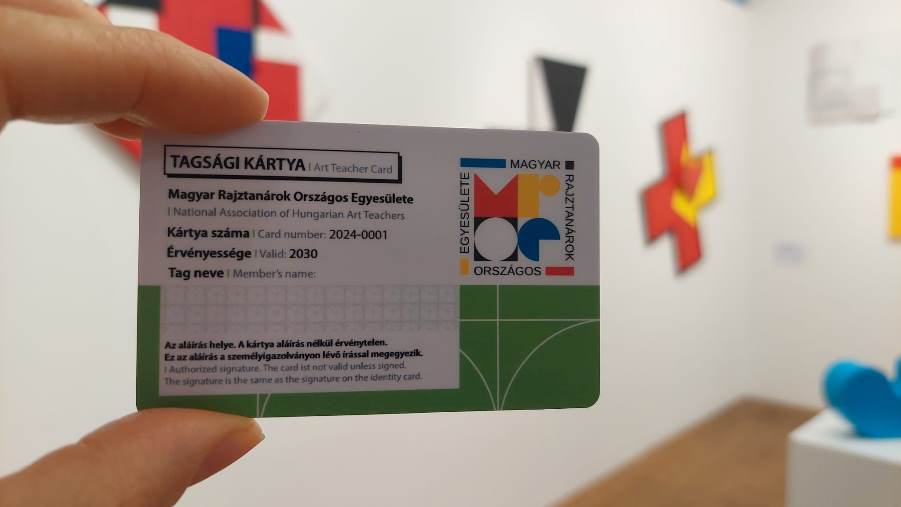 TAGSÁGI KÁRTYA | Art Teacher Card
Magyar Rajztanárok Országos Egyesülete
| National Association of Hungarian Art Teachers
Kártya száma | Card number: 2024-0001
Érvényessége | Valid: 2030
Tag neve | Member's name:
Az aláírás helye. A kártya aláírás nélkül érvénytelen.
Ez az aláírás a személyigazolványon lévő írással megegyezik.
| Authorized signature. The card ist not valid unless signed.
The signature is the same as the signature on the identity card.
MAGYAR
RAJZTANÁROK
ORSZÁGOS
EGYESÜLETE
Mr
oe